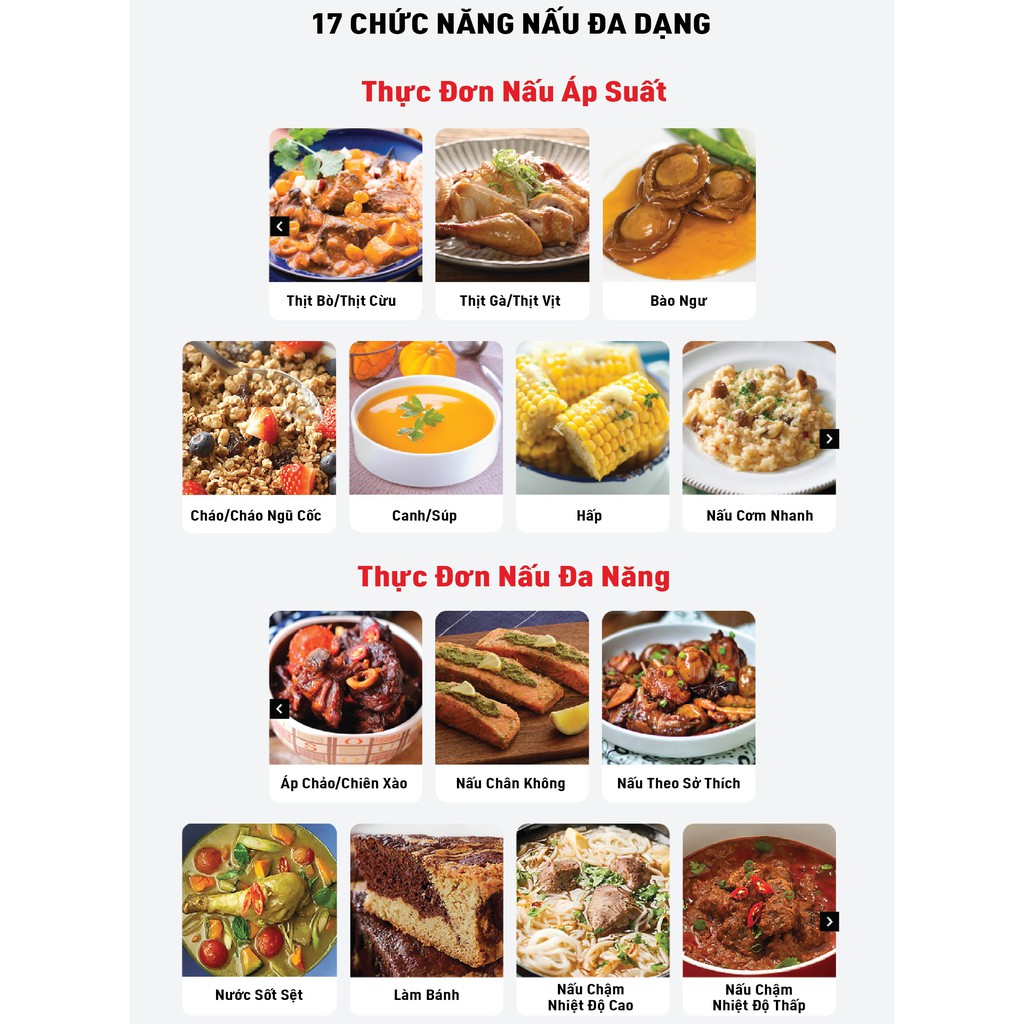 17 CHỨC NĂNG NẤU ĐA DẠNG
Thực Đơn Nấu Áp Suất
Thịt Bò/Thịt Cừu
Thịt Gà/Thịt Vịt
Bào Ngư
Cháo/Cháo Ngũ Cốc
Canh/Súp
Hấp
Nấu Cơm Nhanh
Thực Đơn Nấu Đa Năng
Áp Chảo/Chiên Xào
Nấu Chân Không
Nấu Theo Sở Thích
Nước Sốt Sệt
Làm Bánh
Nấu Chậm
Nhiệt Độ Cao
Nấu Chậm
Nhiệt Độ Thấp